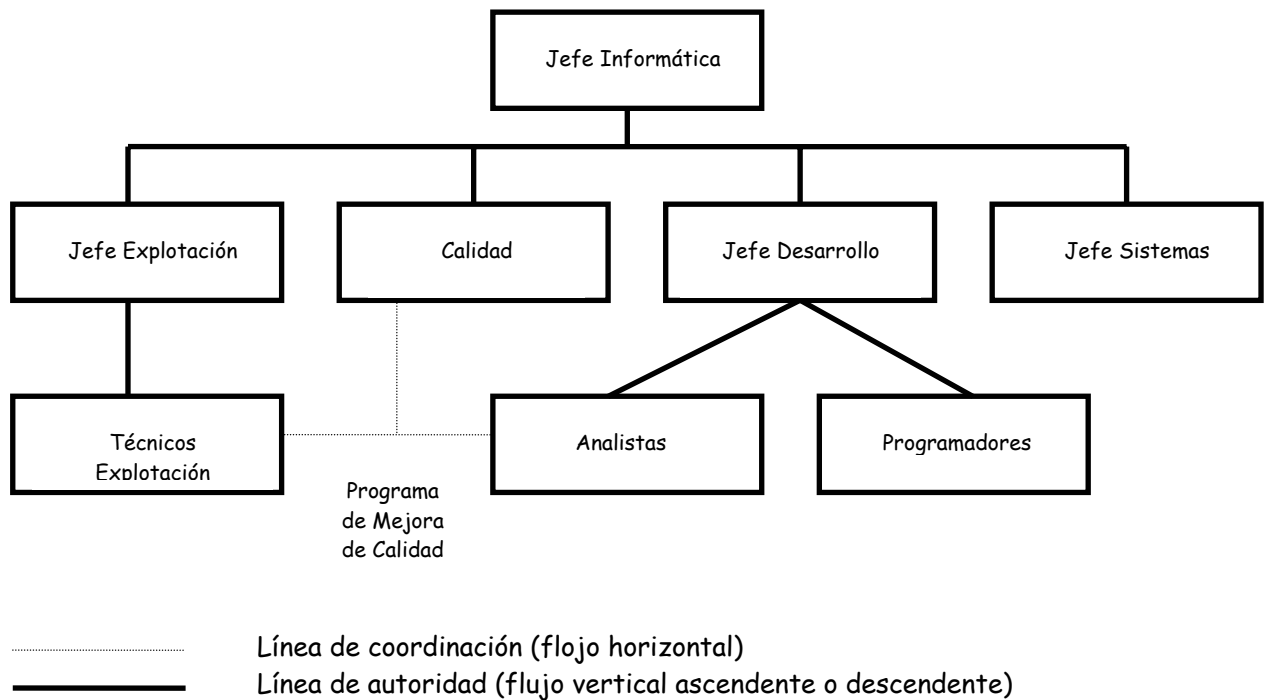 Jefe Informática
Jefe Explotación
Calidad
Jefe Desarrollo
Jefe Sistemas
Técnicos
Explotación
Analistas
Programadores
Programa
de Mejora
de Calidad
Línea de coordinación (flojo horizontal)
Línea de autoridad (flujo vertical ascendente o descendente)